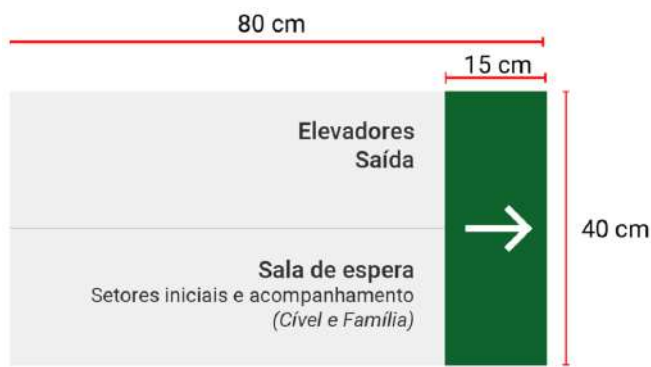 80 cm
15 cm
Elevadores
Saída
40 cm
Sala de espera
Setores iniciais e acompanhamento
(Cível e Família)